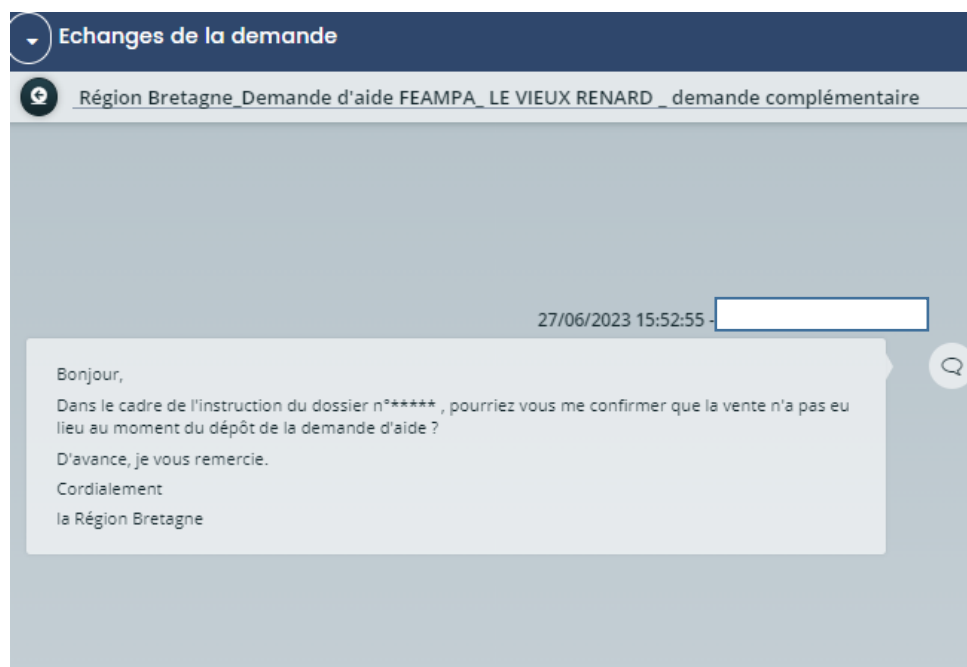 Echanges de la demande
Région Bretagne_Demande d'aide FEAMPA_ LE VIEUX RENARD _ demande complémentaire
27/06/2023 15:52:55 -
Bonjour,
Dans le cadre de l'instruction du dossier n°***** , pourriez vous me confirmer que la vente n'a pas eu
lieu au moment du dépôt de la demande d'aide ?
D'avance, je vous remercie.
Cordialement
la Région Bretagne